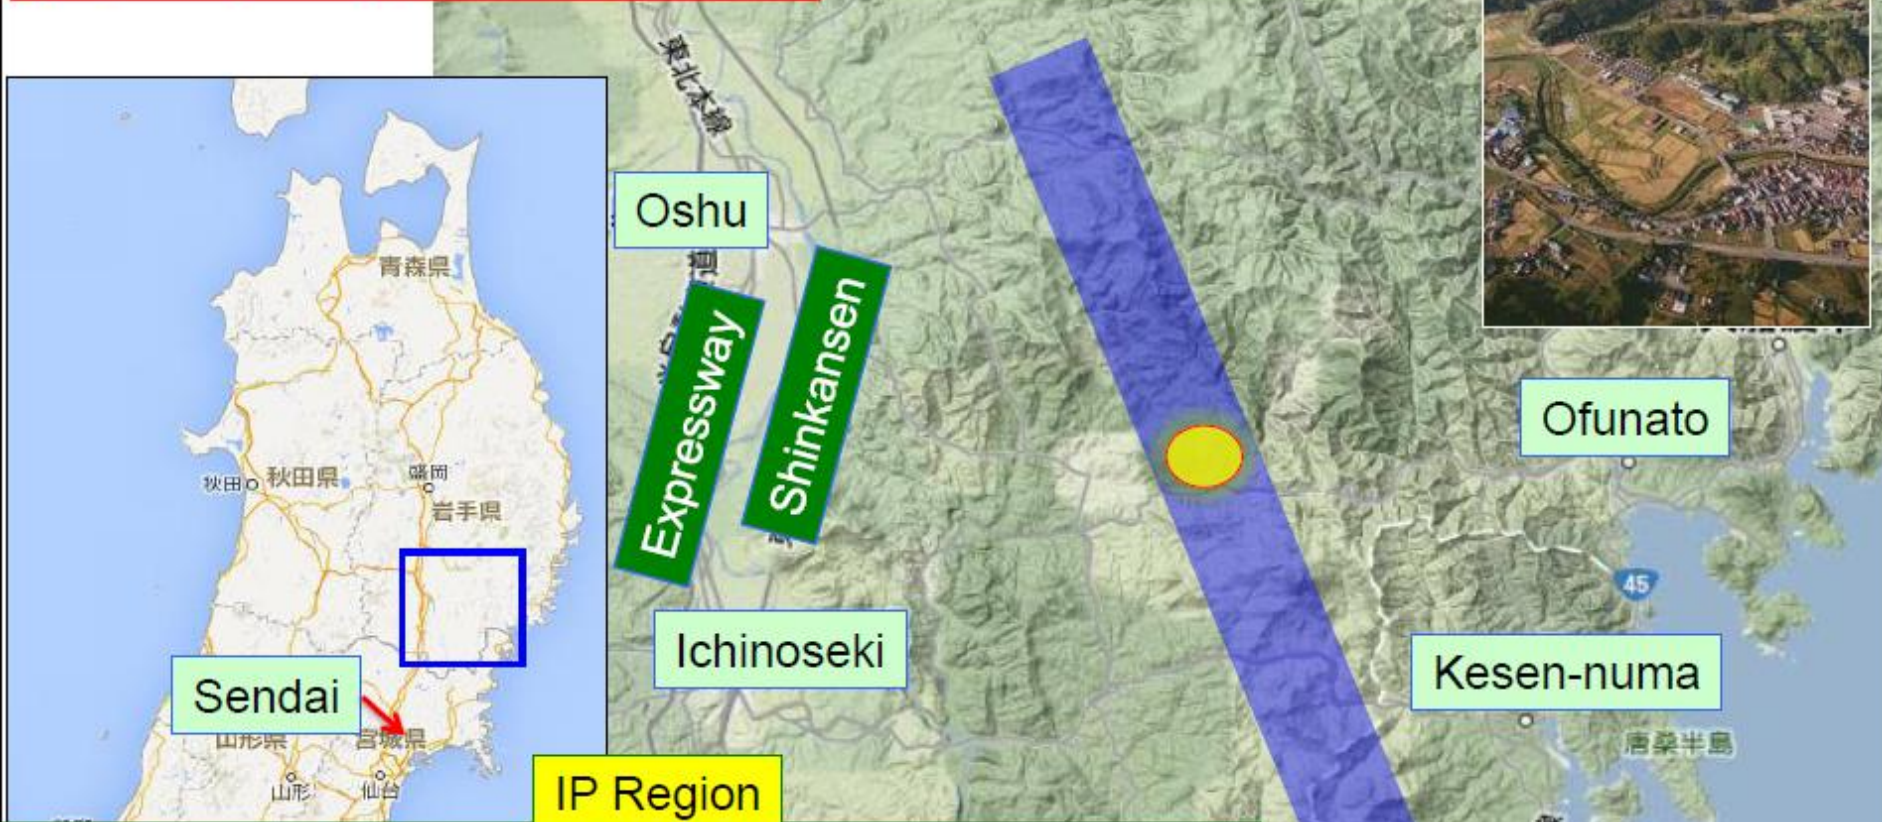 東北本線
Oshu
道
Expressway
Shinkansen
Ofunato
45
Ichinoseki
Kesen-numa
唐桑半島
青森県
秋田
秋田県
盛岡
岩手県
Sendai
山形県
宮城県
山形
仙台
IP Region